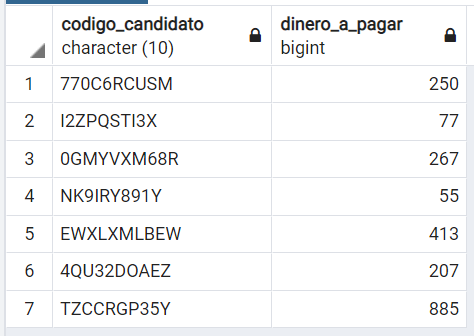 codigo_candidato dinero_a_pagar
character (10) bigint
1 770C6RCUSM 250
2 I2ZPQSTI3X 77
3 0GMYVXM68R 267
4 NK9IRY891Y 55
5 EWXLXMLBEW 413
6 4QU32DOAEZ 207
7 TZCCRGP35Y 885